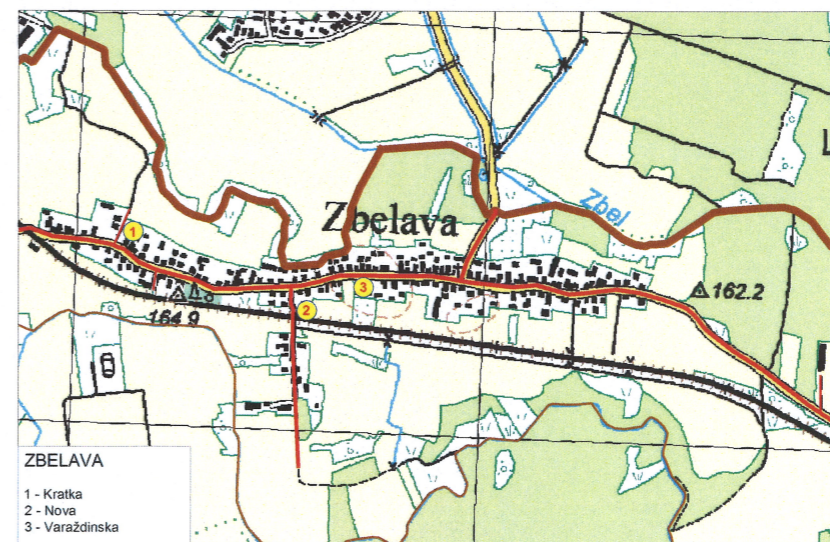 Zbel
Zbelava
1
162.2
3
2
164.9
ZBELAVA
1 - Kratka
2 - Nova
3 - Varaždinska